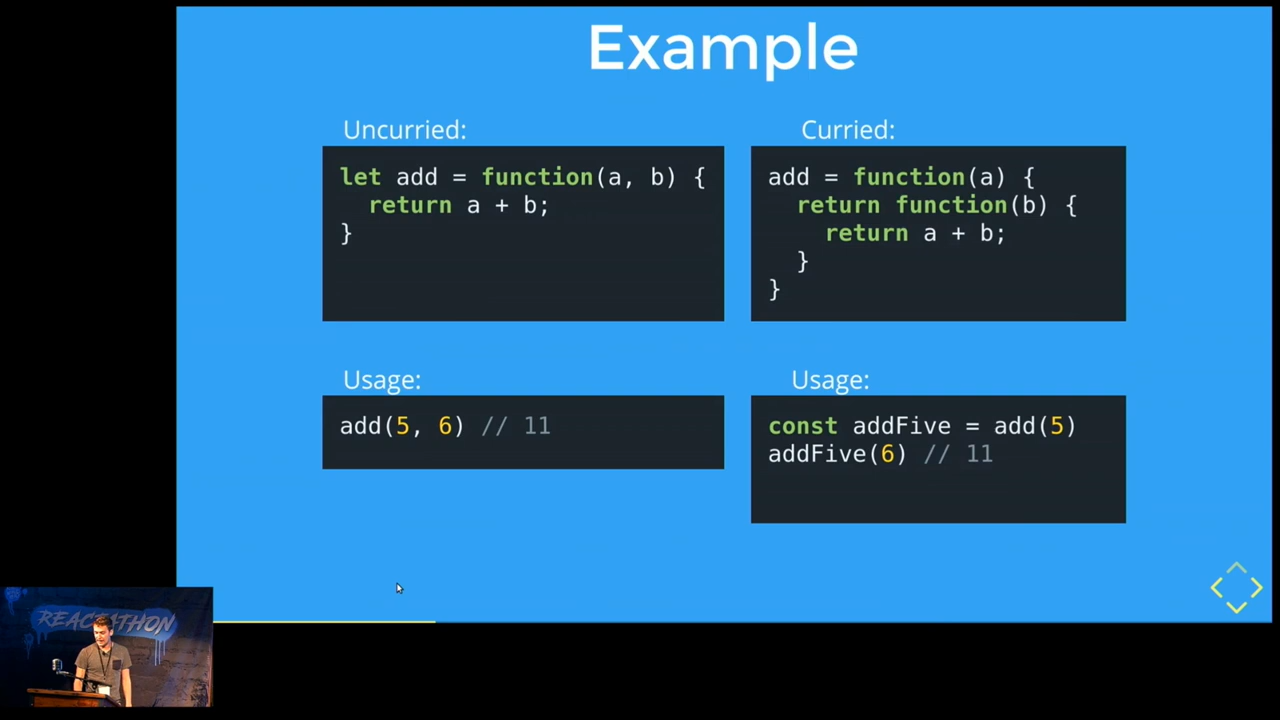 Example
Uncurried:
let add = function(a, b) {
  return a + b;
}
Curried:
add = function(a) {
  return function(b) {
    return a + b;
  }
}
Usage:
add(5, 6) // 11
Usage:
const addFive = add(5)
addFive(6) // 11
REACTATHON